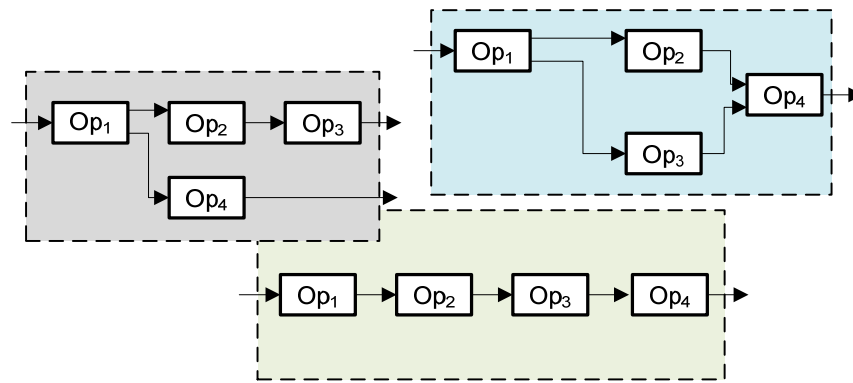 Op₁ Op₂ Op₃
Op₄
Op₁ Op₂
Op₄
Op₃
Op₁ Op₂ Op₃ Op₄